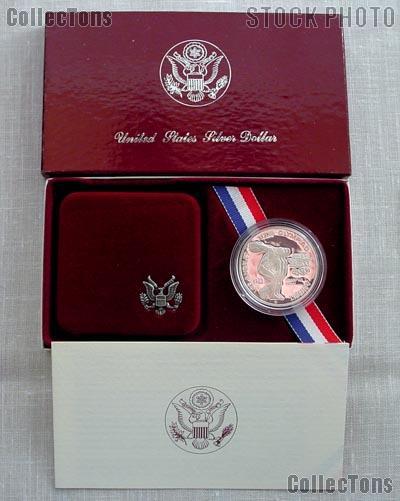 CollecTons
STOCK PHOTO
United States Silver Dollar
CollecTons